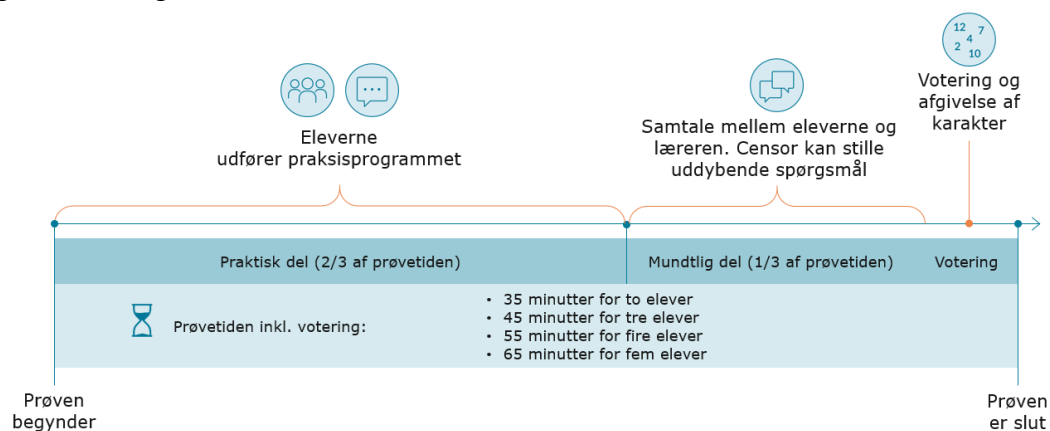 12 7
4
2 10
Votering og
afgivelse af
karakter
Eleverne
udfører praksisprogrammet
Samtale mellem eleverne og
læreren. Censor kan stille
uddybende spørgsmål
Praktisk del (2/3 af prøvetiden)
Mundtlig del (1/3 af prøvetiden)
Votering
Prøvetiden inkl. votering:
• 35 minutter for to elever
• 45 minutter for tre elever
• 55 minutter for fire elever
• 65 minutter for fem elever
Prøven
begynder
Prøven
er slut